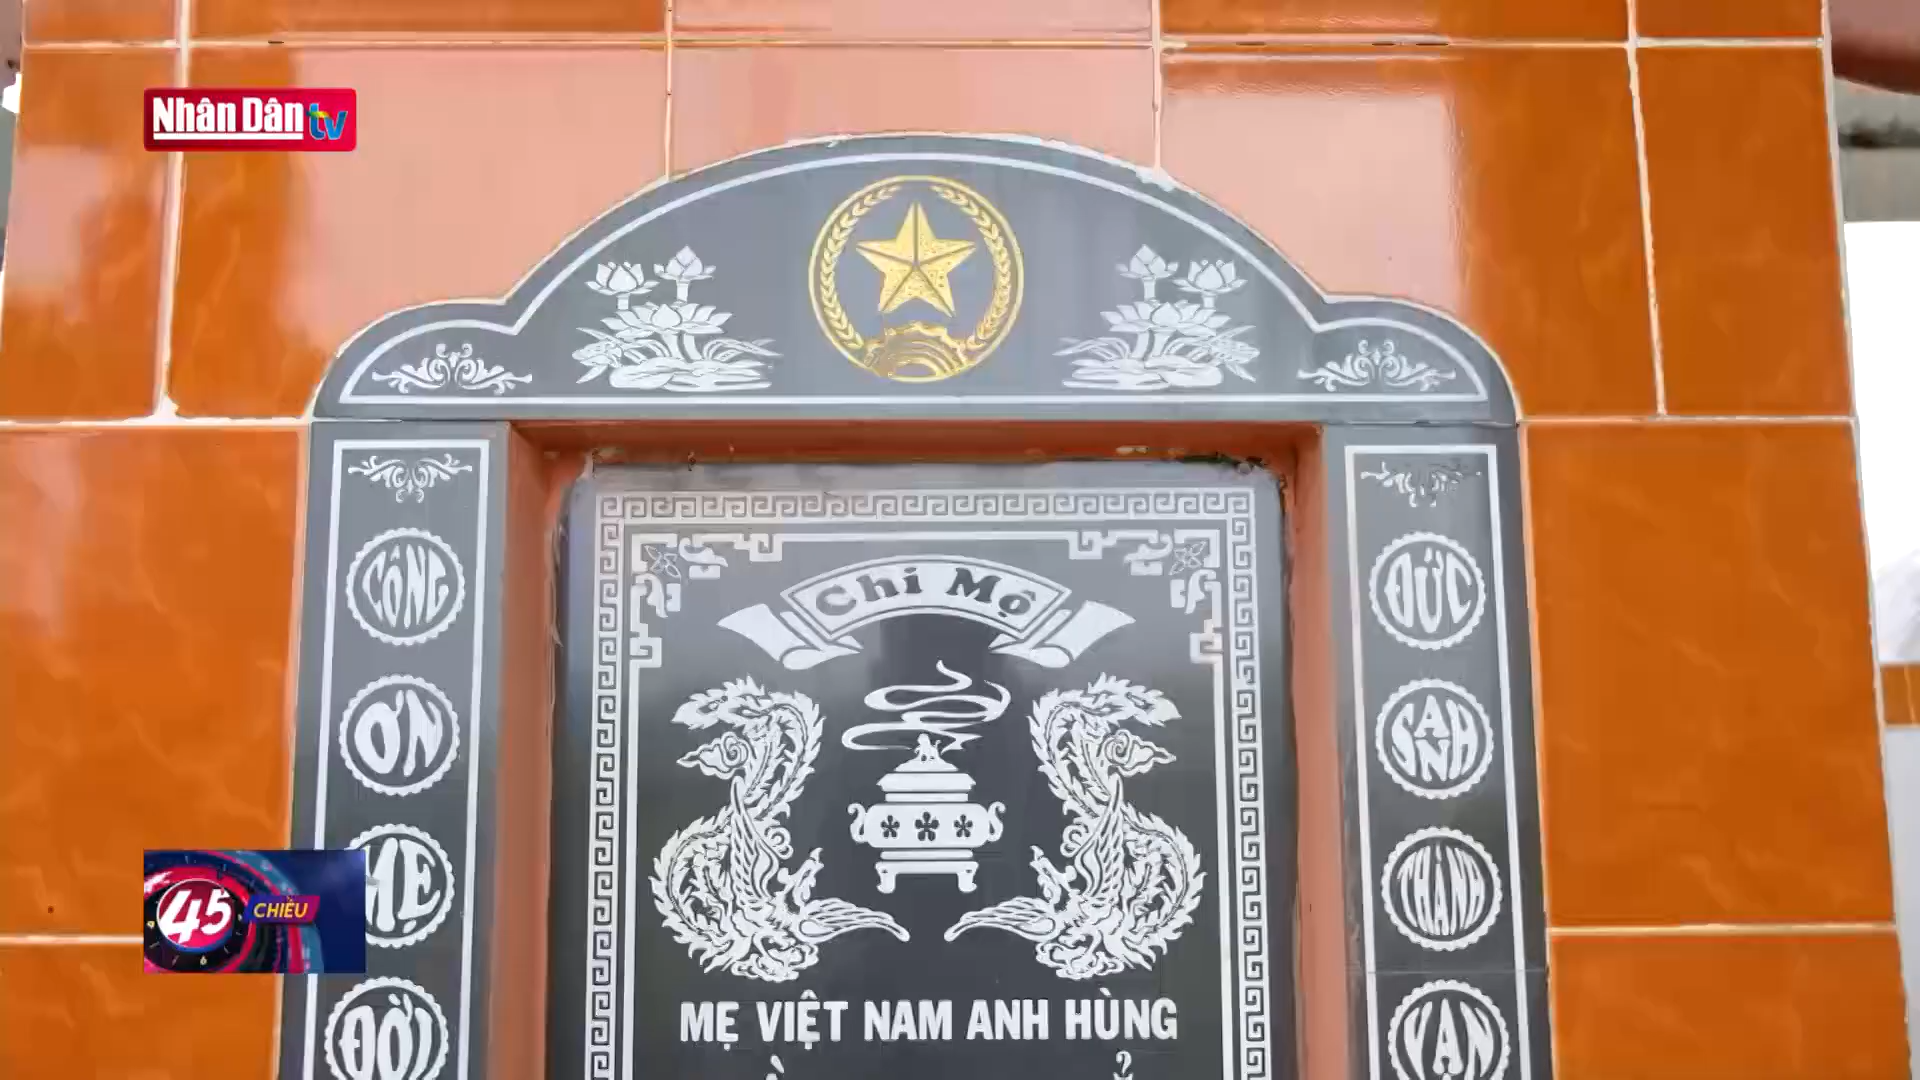 Nhân Dân tv
Chi Mộ
CÔNG
ƠN
MẸ
ĐỜI
ĐỨC
SANH
THÀNH
VẠN
MẸ VIỆT NAM ANH HÙNG
45
CHIỀU